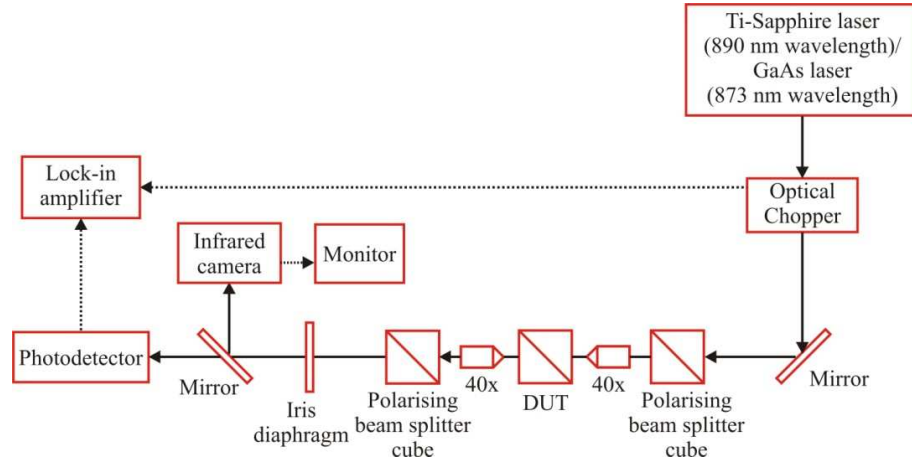 Ti-Sapphire laser
(890 nm wavelength)/
GaAs laser
(873 nm wavelength)
Lock-in
amplifier
Optical
Chopper
Infrared
camera
Monitor
Photodetector
Mirror
Iris
diaphragm
Polarising
beam splitter
cube
40x
DUT
40x
Polarising
beam splitter
cube
Mirror